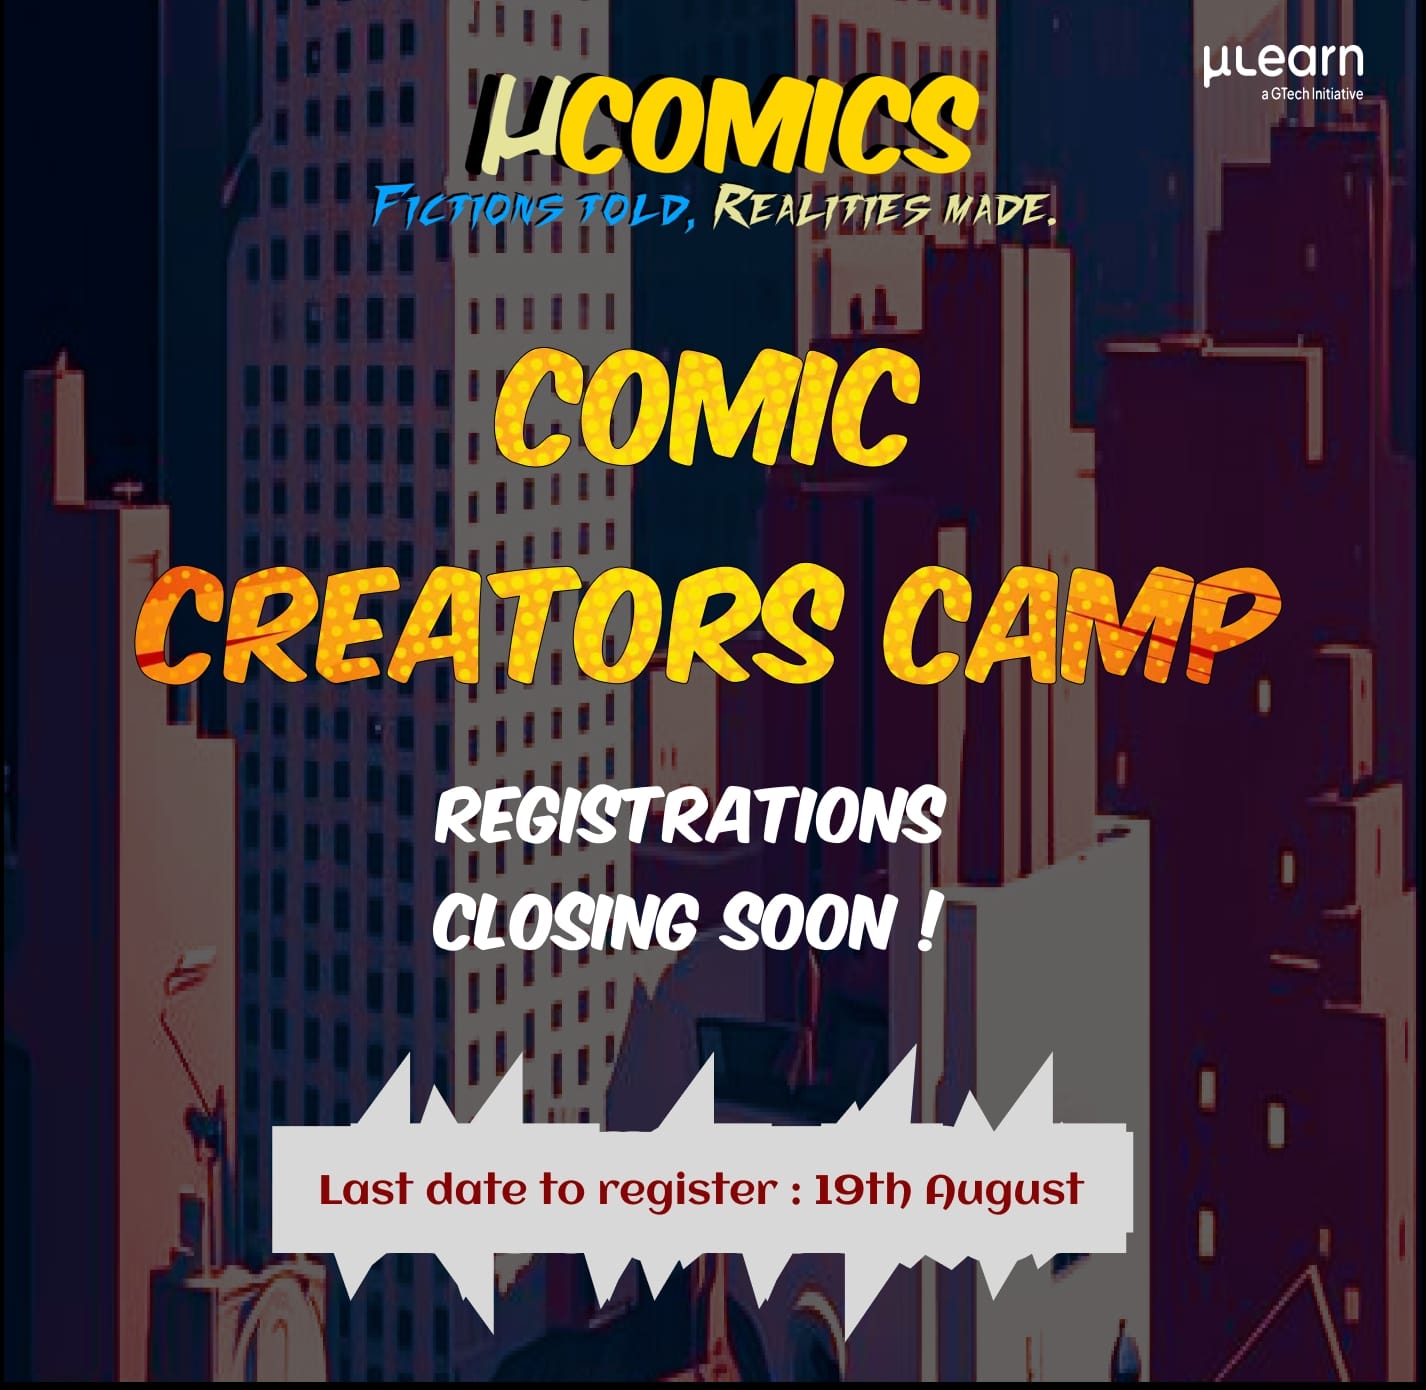 µLearn
a GTech Initiative
µCOMICS
FICTIONS TOLD, REALITIES MADE.
COMIC
CREATORS CAMP
REGISTRATIONS
CLOSING SOON !
Last date to register : 19th August